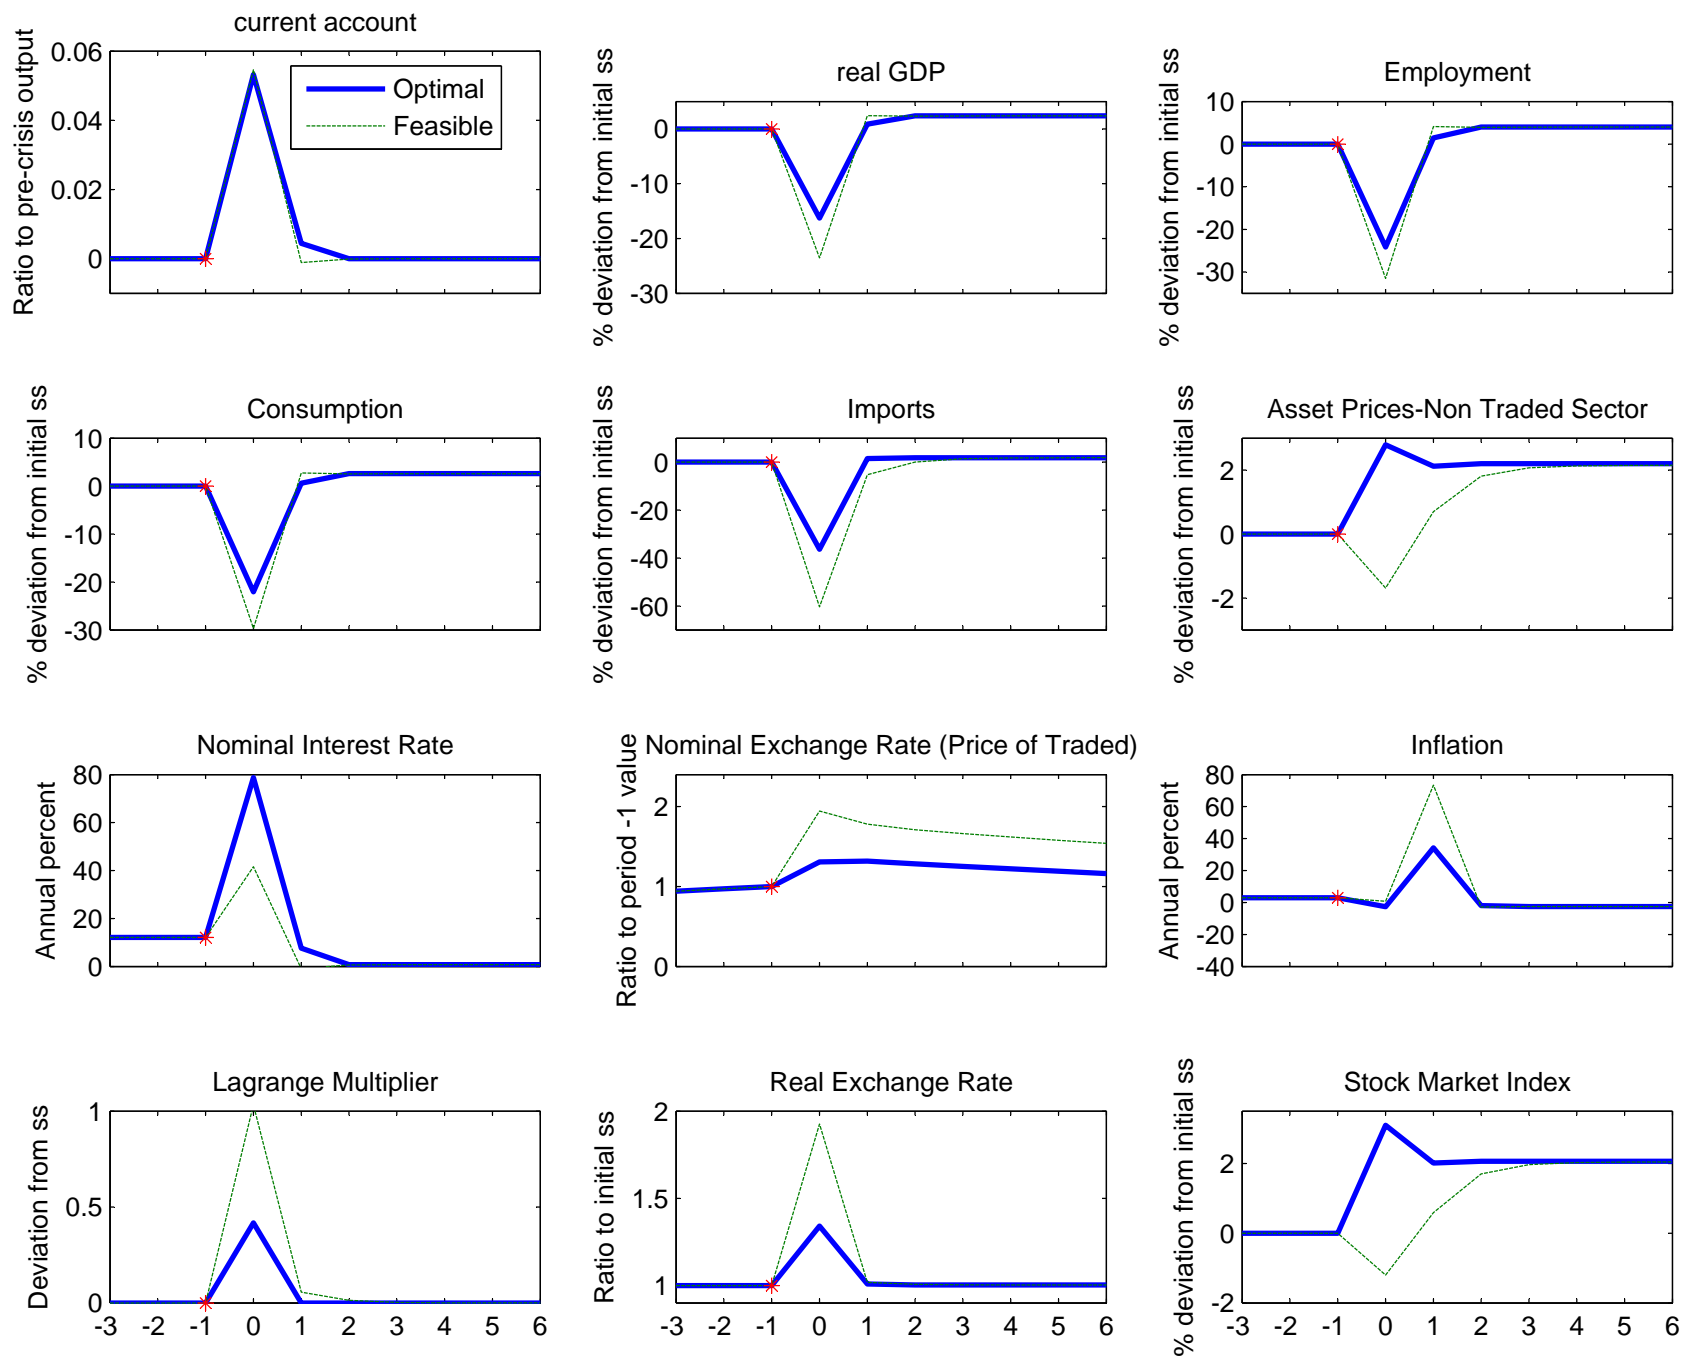 current account
Ratio to pre-crisis output
0.06
0.04
0.02
0
Optimal
Feasible
real GDP
% deviation from initial ss
0
-10
-20
-30
Employment
% deviation from initial ss
10
0
-10
-20
-30
Consumption
% deviation from initial ss
10
0
-10
-20
-30
Imports
% deviation from initial ss
0
-20
-40
-60
Asset Prices-Non Traded Sector
% deviation from initial ss
2
0
-2
Nominal Interest Rate
Annual percent
80
60
40
20
0
Nominal Exchange Rate (Price of Traded)
Ratio to period -1 value
2
1
0
Inflation
Annual percent
80
60
40
20
0
-20
-40
Lagrange Multiplier
Deviation from ss
1
0.5
0
-3 -2 -1 0 1 2 3 4 5 6
Real Exchange Rate
Ratio to initial ss
2
1.5
1
-3 -2 -1 0 1 2 3 4 5 6
Stock Market Index
% deviation from initial ss
2
0
-2
-3 -2 -1 0 1 2 3 4 5 6